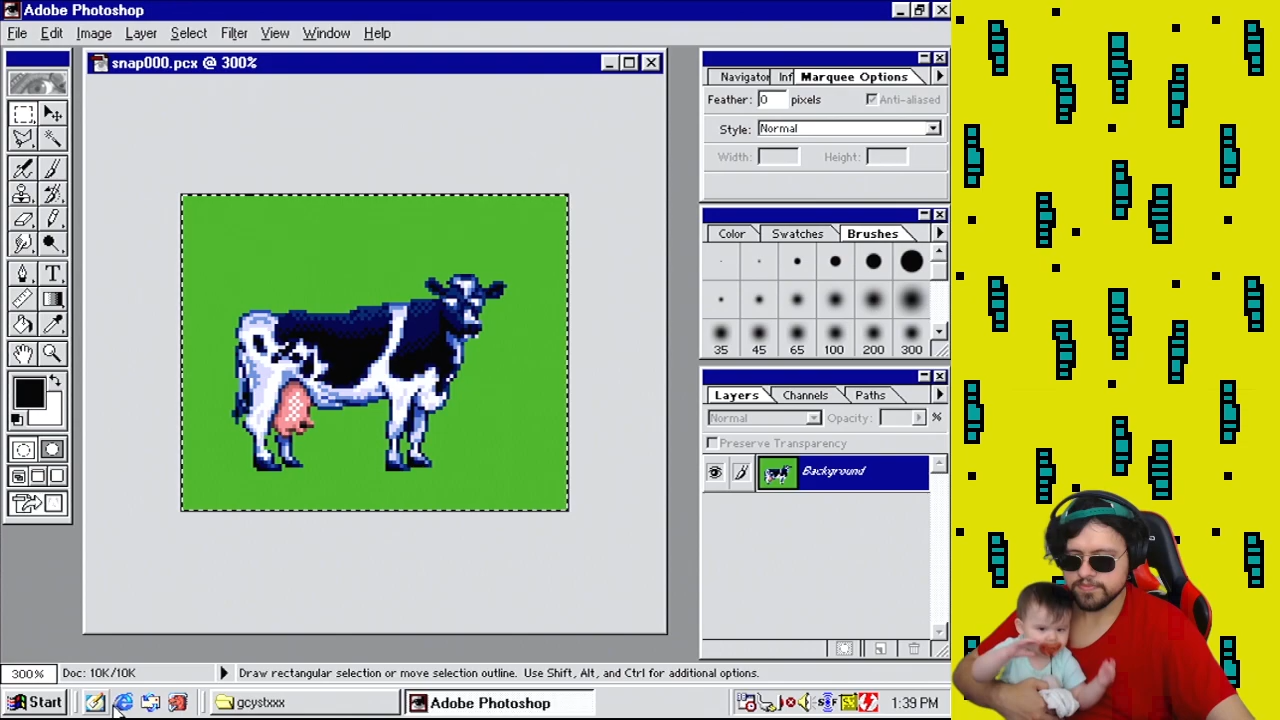 Adobe Photoshop
File Edit Image Layer Select Filter View Window Help
snap000.pcx @ 300%
Navigator Inf Marquee Options
Feather: 0 pixels Anti-aliased
Style: Normal
Width: Height:
Color Swatches Brushes
35 45 65 100 200 300
Layers Channels Paths
Normal Opacity: %
Preserve Transparency
Background
300% Doc: 10K/10K Draw rectangular selection or move selection outline. Use Shift, Alt, and Ctrl for additional options.
Start gcystxxx Adobe Photoshop 1:39 PM